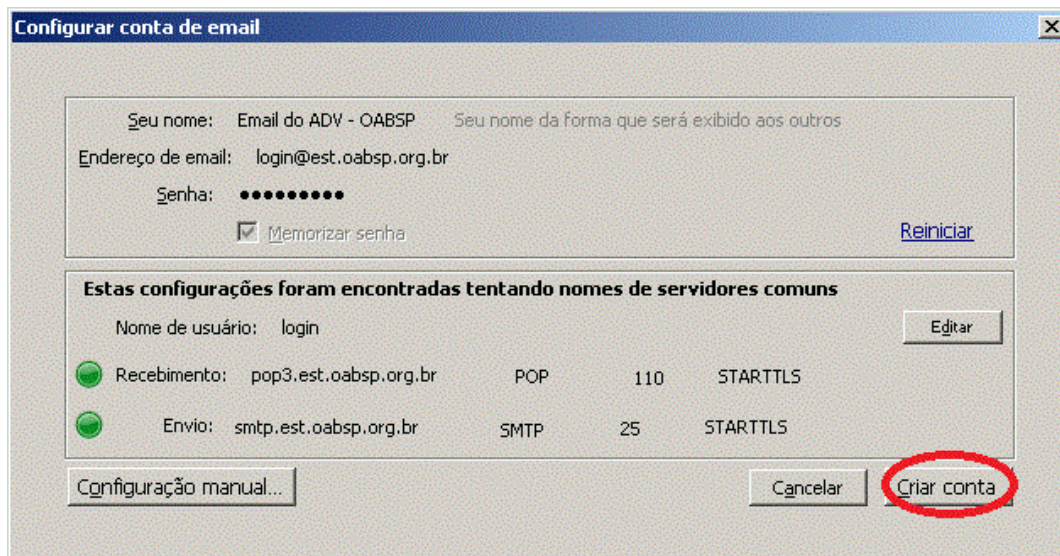 Configurar conta de email
Seu nome: Email do ADV - OABSP Seu nome da forma que será exibido aos outros
Endereço de email: login@est.oabsp.org.br
Senha: •••••••••
Memorizar senha Reiniciar
Estas configurações foram encontradas tentando nomes de servidores comuns
Nome de usuário: login Editar
Recebimento: pop3.est.oabsp.org.br POP 110 STARTTLS
Envio: smtp.est.oabsp.org.br SMTP 25 STARTTLS
Configuração manual... Cancelar Criar conta